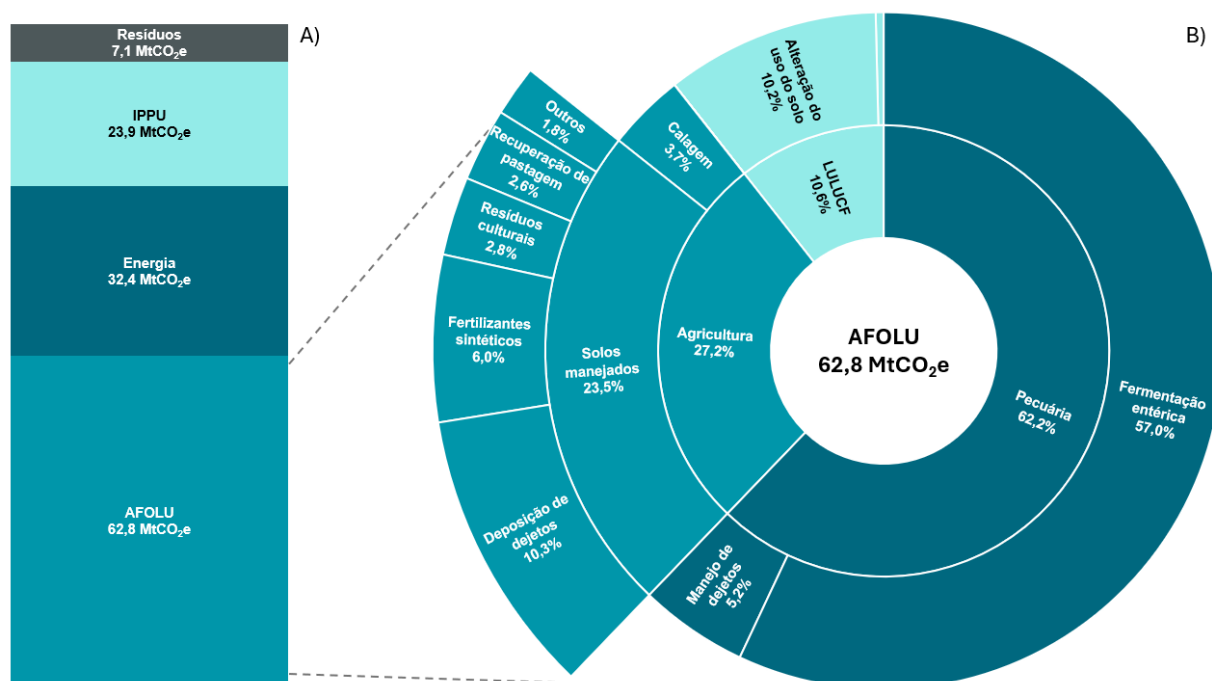 A)
Resíduos
7,1 MtCO₂e
IPPU
23,9 MtCO₂e
Energia
32,4 MtCO₂e
AFOLU
62,8 MtCO₂e
B)
AFOLU
62,8 MtCO₂e
Pecuária
62,2%
Fermentação
entérica
57,0%
Manejo de
dejetos
5,2%
Agricultura
27,2%
Solos
manejados
23,5%
Deposição de
dejetos
10,3%
Fertilizantes
sintéticos
6,0%
Resíduos
culturais
2,8%
Recuperação de
pastagem
2,6%
Outros
1,8%
Calagem
3,7%
LULUCF
10,6%
Alteração do
uso do solo
10,2%